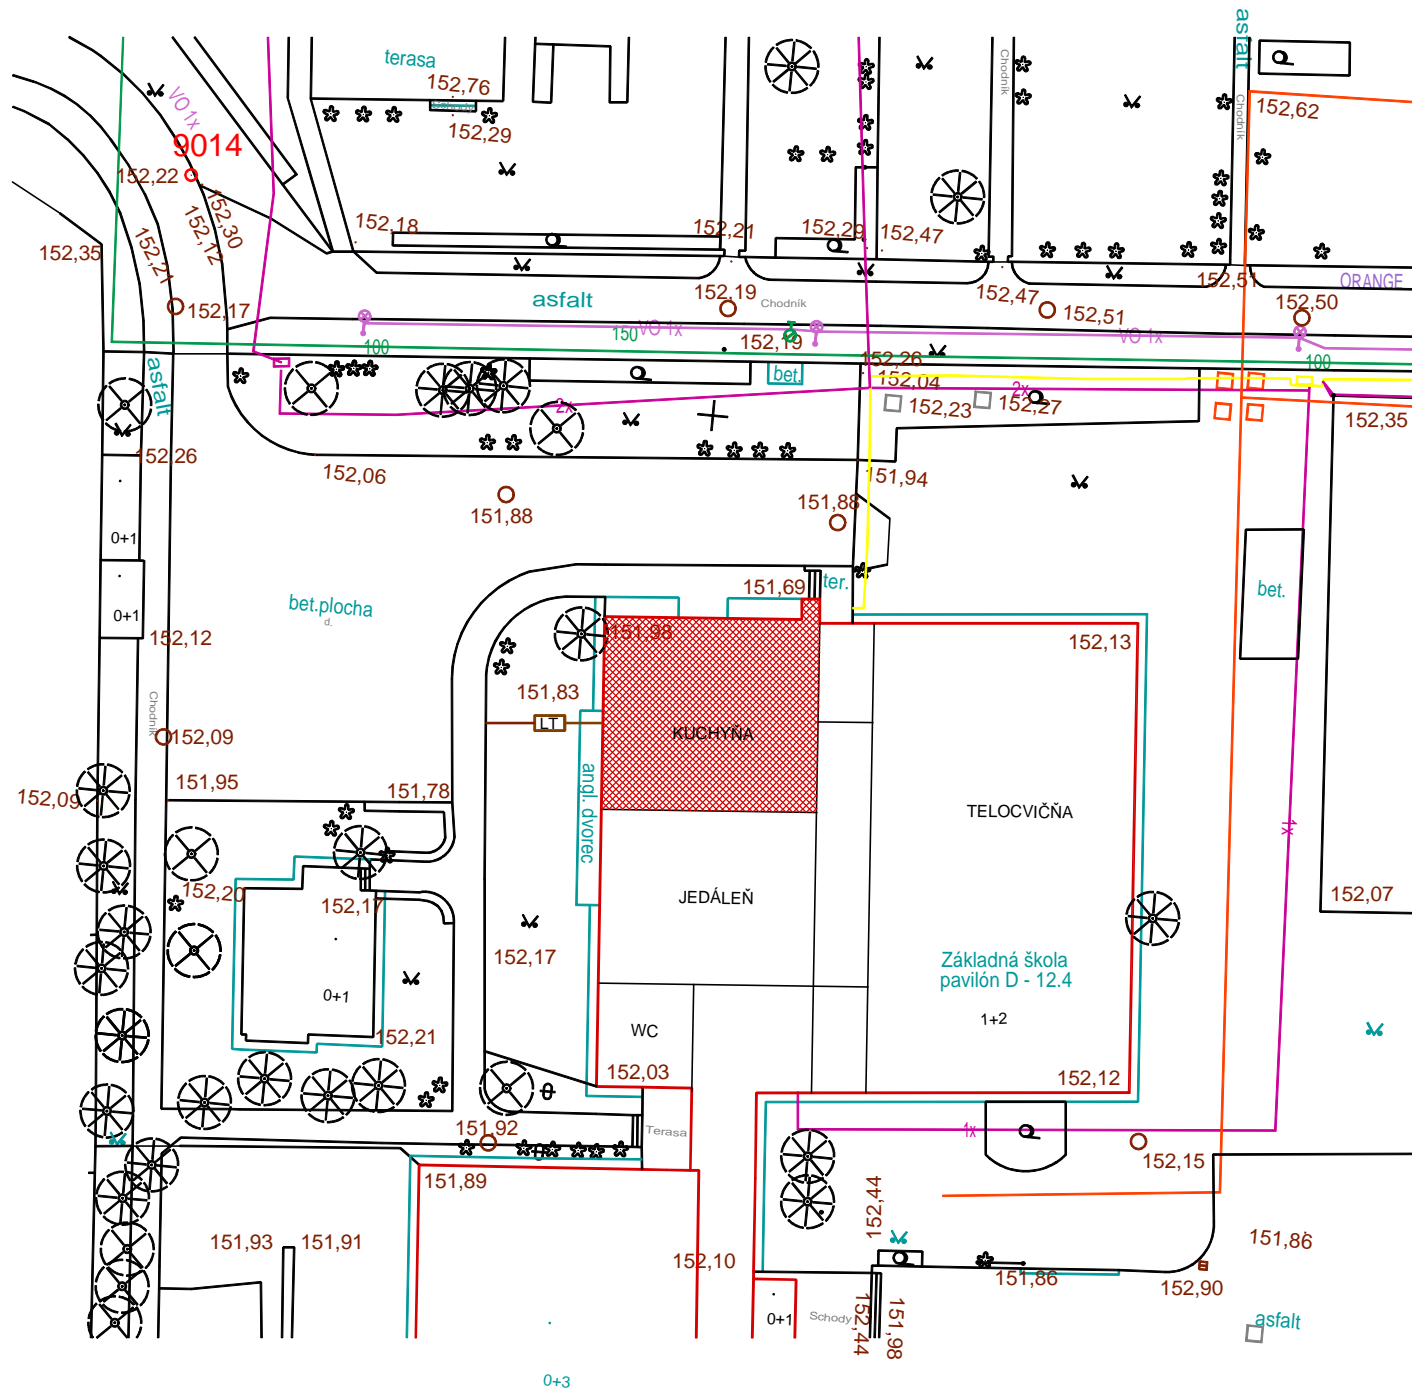 asfalt
terasa
Chodník
152,76
152,29
152,62
Chodník
VO 1x
9014
152,22
152,30
152,12
152,21
152,35
152,18
152,21
152,29
152,47
152,51
ORANGE
152,17
asfalt
152,19
Chodník
152,47
152,51
152,50
100
150
VO 1x
152,19
VO 1x
100
152,26
152,04
bet.
2x
2x
152,23
152,27
152,35
asfalt
152,26
152,06
151,94
151,88
151,88
0+1
0+1
bet.plocha
d.
151,69
ter.
bet.
152,12
151,98
152,13
151,83
LT
KUCHYŇA
Chodník
152,09
angl. dvorec
152,09
151,95
151,78
TELOCVIČŇA
1x
152,20
152,17
JEDÁLEŇ
152,07
152,17
Základná škola
pavilón D - 12.4
0+1
1+2
152,21
WC
152,03
152,12
151,92
Terasa
1x
152,15
151,89
152,44
151,93
151,91
152,10
151,86
151,86
152,90
0+1
Schody
152,44
151,98
asfalt
0+3